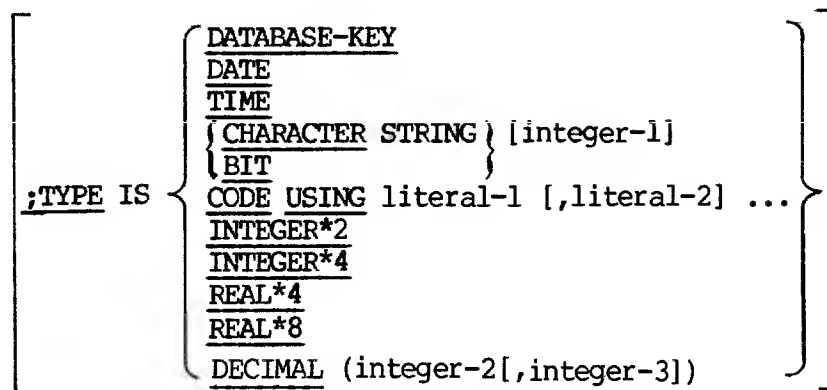 DATABASE-KEY
DATE
TIME
CHARACTER STRING [integer-1]
BIT
;TYPE IS CODE USING literal-1 [,literal-2] ...
INTEGER*2
INTEGER*4
REAL*4
REAL*8
DECIMAL (integer-2[,integer-3])